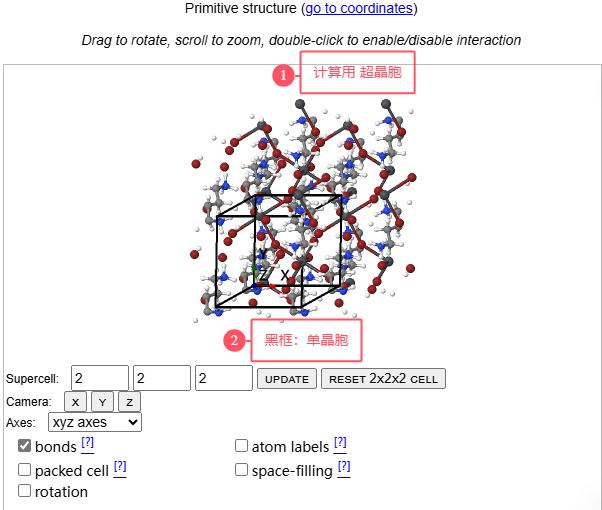 Primitive structure (go to coordinates)
Drag to rotate, scroll to zoom, double-click to enable/disable interaction
1 计算用 超晶胞
Y
Z X
2 黑框：单晶胞
Supercell: 2 2 2 UPDATE RESET 2X2X2 CELL
Camera: X Y Z
Axes: xyz axes
bonds [?] atom labels [?]
packed cell [?] space-filling [?]
rotation